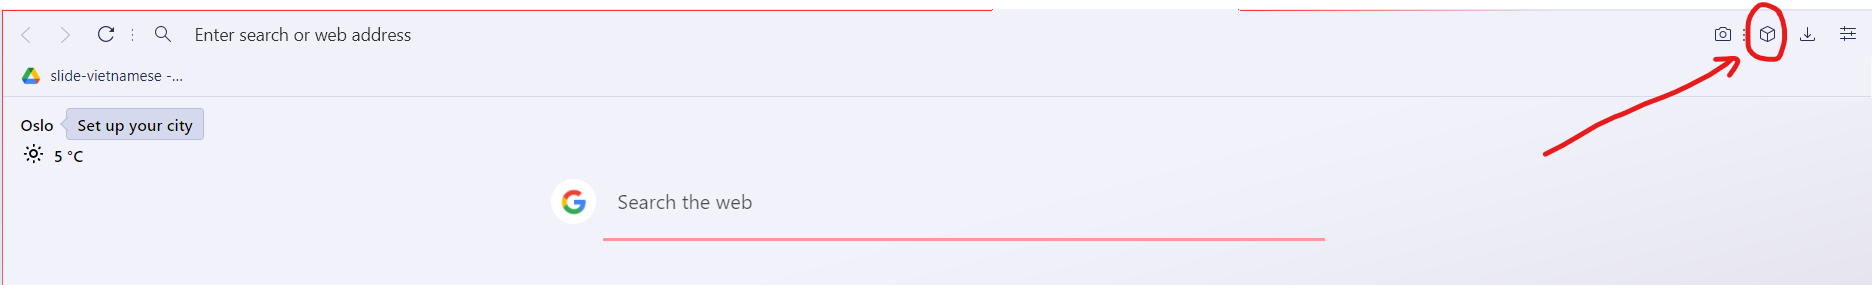 Enter search or web address
slide-vietnamese -...
Oslo
Set up your city
5 °C
Search the web